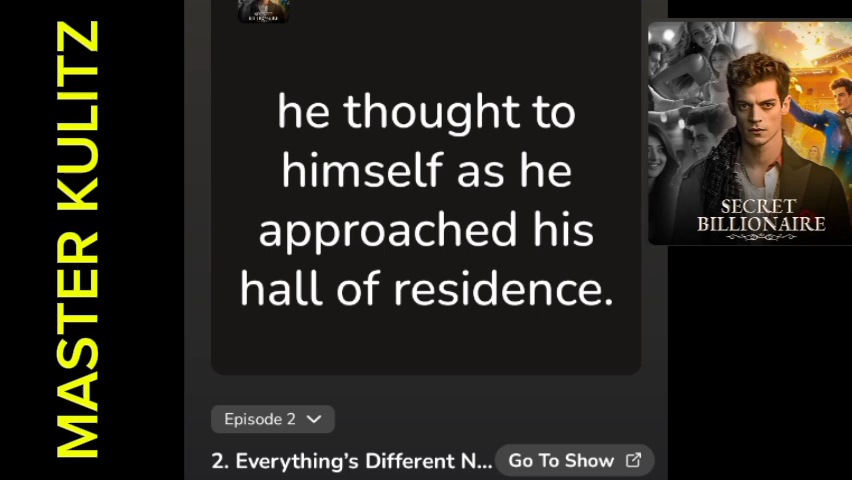 MASTER KULITZ
he thought to
himself as he
approached his
hall of residence.
SECRET
BILLIONAIRE
Episode 2
2. Everything's Different N...
Go To Show